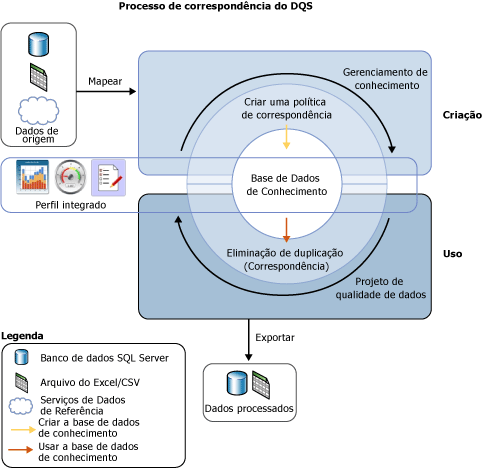 Processo de correspondência do DQS
Dados de
origem
Mapear
Gerenciamento de
conhecimento
Criar uma política
de correspondência
Criação
Base de Dados
de Conhecimento
Perfil integrado
Eliminação de duplicação
(Correspondência)
Uso
Projeto de
qualidade de dados
Exportar
Dados processados
Legenda
Banco de dados SQL Server
Arquivo do Excel/CSV
Serviços de Dados
de Referência
Criar a base de dados
de conhecimento
Usar a base de dados
de conhecimento